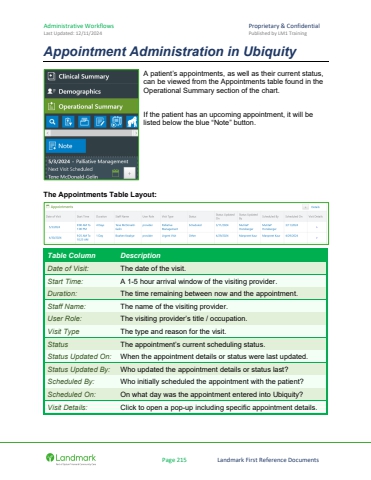 Administrative Workflows
Proprietary & Confidential
Last Updated: 12/11/2024
Published by LM1 Training
Appointment Administration in Ubiquity
Clinical Summary
Demographics
Operational Summary
Note
5/3/2024 - Palliative Management
Next Visit Scheduled
Tene McDonald-Golin
A patient's appointments, as well as their current status,
can be viewed from the Appointments table found in the
Operational Summary section of the chart.
If the patient has an upcoming appointment, it will be
listed below the blue "Note" button.
The Appointments Table Layout:
Appointments
Table Column Description
Date of Visit: The date of the visit.
Start Time: A 1-5 hour arrival window of the visiting provider.
Duration: The time remaining between now and the appointment.
Staff Name: The name of the visiting provider.
User Role: The visiting provider's title / occupation.
Visit Type The type and reason for the visit.
Status The appointment's current scheduling status.
Status Updated On: When the appointment details or status were last updated.
Status Updated By: Who updated the appointment details or status last?
Scheduled By: Who initially scheduled the appointment with the patient?
Scheduled On: On what day was the appointment entered into Ubiquity?
Visit Details: Click to open a pop-up including specific appointment details.
Landmark
Page 215
Landmark First Reference Documents